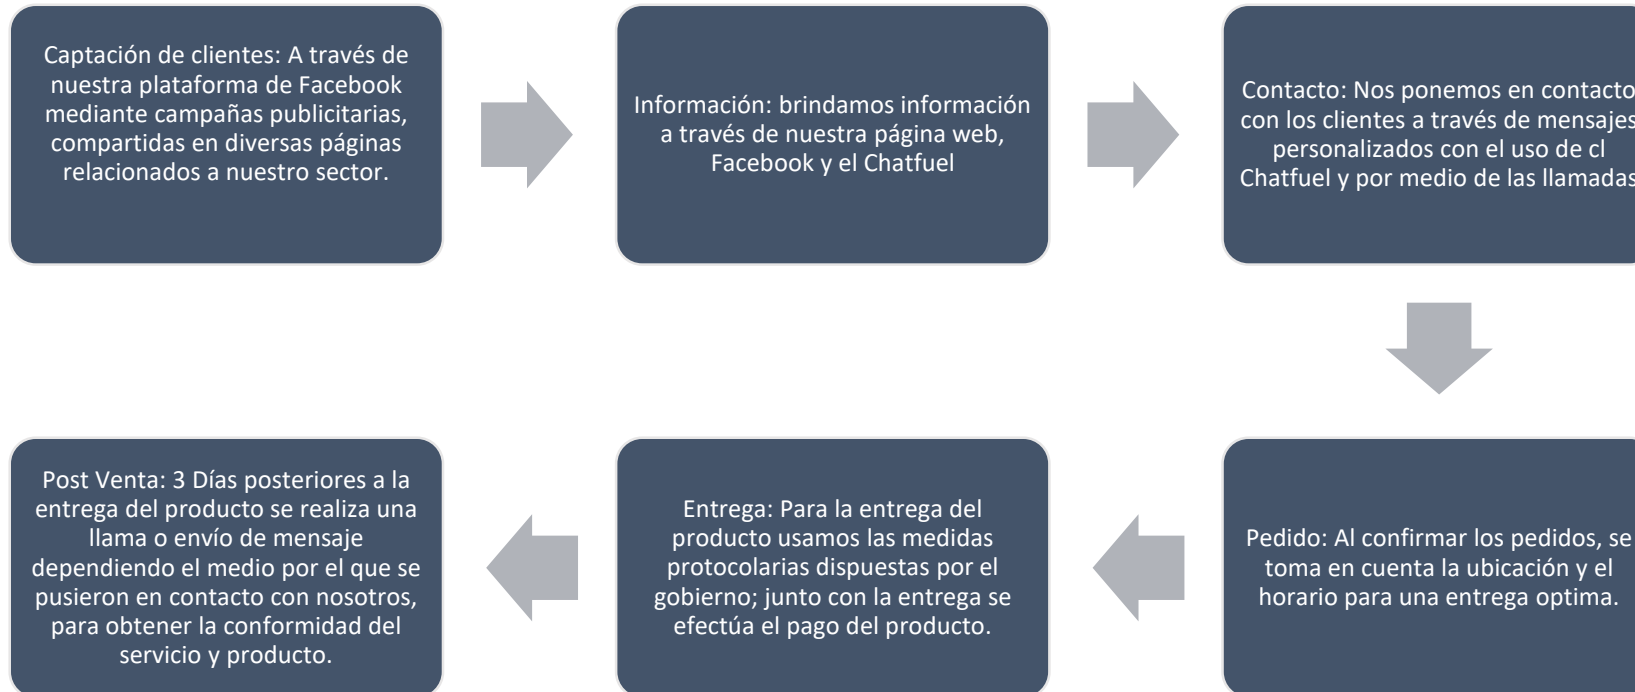 Captación de clientes: A través de
nuestra plataforma de Facebook
mediante campañas publicitarias,
compartidas en diversas páginas
relacionados a nuestro sector.
Información: brindamos información
a través de nuestra página web,
Facebook y el Chatfuel
Contacto: Nos ponemos en contacto
con los clientes a través de mensajes
personalizados con el uso de cl
Chatfuel y por medio de las llamadas
Pedido: Al confirmar los pedidos, se
toma en cuenta la ubicación y el
horario para una entrega optima.
Entrega: Para la entrega del
producto usamos las medidas
protocolarias dispuestas por el
gobierno; junto con la entrega se
efectúa el pago del producto.
Post Venta: 3 Días posteriores a la
entrega del producto se realiza una
llama o envío de mensaje
dependiendo el medio por el que se
pusieron en contacto con nosotros,
para obtener la conformidad del
servicio y producto.